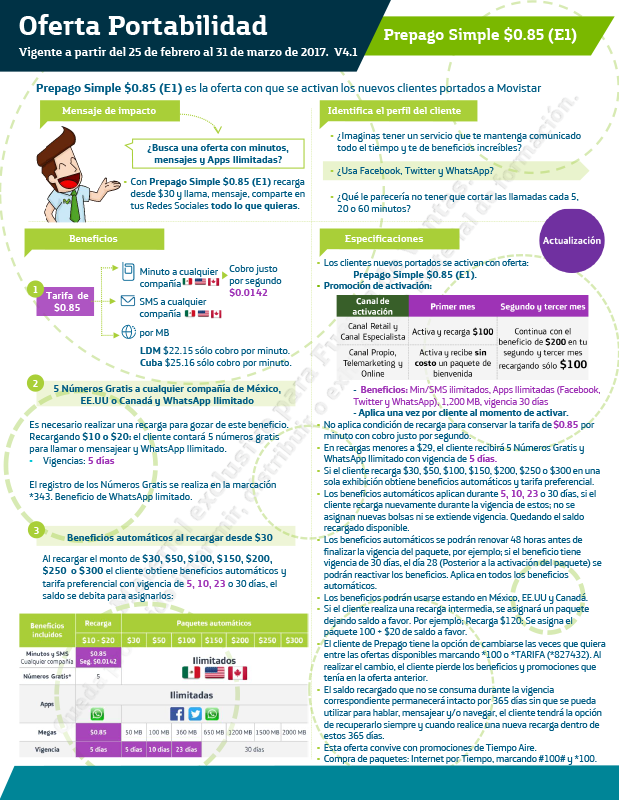 Oferta Portabilidad
Vigente a partir del 25 de febrero al 31 de marzo de 2017. V4.1
Prepago Simple $0.85 (E1)
Prepago Simple $0.85 (E1) es la oferta con que se activan los nuevos clientes portados a Movistar
Mensaje de impacto
¿Busca una oferta con minutos,
mensajes y Apps Ilimitadas?
• Con Prepago Simple $0.85 (E1) recarga
desde $30 y llama, mensaje, comparte en
tus Redes Sociales todo lo que quieras.
Identifica el perfil del cliente
• ¿Imaginas tener un servicio que te mantenga comunicado
todo el tiempo y te de beneficios increíbles?
• ¿Usa Facebook, Twitter y WhatsApp?
• ¿Qué le parecería no tener que cortar las llamadas cada 5,
20 o 60 minutos?
Beneficios
1
Tarifa de
$0.85
Minuto a cualquier
compañía
Cobro justo
por segundo
$0.0142
SMS a cualquier
compañía
por MB
LDM $22.15 sólo cobro por minuto.
Cuba $25.16 sólo cobro por minuto.
2
5 Números Gratis a cualquier compañía de México,
EE.UU o Canadá y WhatsApp Ilimitado
Es necesario realizar una recarga para gozar de este beneficio.
Recargando $10 o $20: el cliente contará 5 números gratis
para llamar o mensajear y WhatsApp Ilimitado.
• Vigencias: 5 días
El registro de los Números Gratis se realiza en la marcación
*343. Beneficio de WhatsApp limitado.
3
Beneficios automáticos al recargar desde $30
Al recargar el monto de $30, $50, $100, $150, $200,
$250 o $300 el cliente obtiene beneficios automáticos y
tarifa preferencial con vigencia de 5, 10, 23 o 30 días, el
saldo se debita para asignarlos:
Beneficios
incluidos
Recarga
Paquetes automáticos
$10 - $20 $30 $50 $100 $150 $200 $250 $300
Minutos y SMS
Cualquier compañía
$0.85
Seg. $0.0142
Ilimitados
Números Gratis* 5
Apps
Ilimitadas
Megas $0.85 50 MB 100 MB 360 MB 650 MB 1200 MB 1500MB 2000 MB
Vigencia 5 días 5 días 10 días 23 días 30 días
Especificaciones
Actualización
• Los clientes nuevos portados se activan con oferta:
Prepago Simple $0.85 (E1).
• Promoción de activación:
Canal de
activación
Primer mes
Segundo y tercer mes
Canal Retail y
Canal Especialista
Activa y recarga $100
Canal Propio,
Telemarketing y
Online
Activa y recibe sin
costo un paquete de
bienvenida
Continua con el
beneficio de $200 en tu
segundo y tercer mes
recargando sólo $100
- Beneficios: Min/SMS ilimitados, Apps Ilimitadas (Facebook,
Twitter y WhatsApp), 1,200 MB, vigencia 30 días
- Aplica una vez por cliente al momento de activar.
• No aplica condición de recarga para conservar la tarifa de $0.85 por
minuto con cobro justo por segundo.
• En recargas menores a $29, el cliente recibirá 5 Números Gratis y
WhatsApp Ilimitado con vigencia de 5 días.
• Si el cliente recarga $30, $50, $100, $150, $200, $250 o $300 en una
sola exhibición obtiene beneficios automáticos y tarifa preferencial.
• Los beneficios automáticos aplican durante 5, 10, 23 o 30 días, si el
cliente recarga nuevamente durante la vigencia de estos; no se
asignan nuevas bolsas ni se extiende vigencia. Quedando el saldo
recargado disponible.
• Los beneficios automáticos se podrán renovar 48 horas antes de
finalizar la vigencia del paquete, por ejemplo; si el beneficio tiene
vigencia de 30 días, el día 28 (Posterior a la activación del paquete) se
podrán reactivar los beneficios. Aplica en todos los beneficios
automáticos.
• Los beneficios podrán usarse estando en México, EE.UU y Canadá.
• Si el cliente realiza una recarga intermedia, se asignará un paquete
dejando saldo a favor. Por ejemplo; Recarga $120; Se asigna el
paquete 100 + $20 de saldo a favor.
• El cliente de Prepago tiene la opción de cambiarse las veces que quiera
entre las ofertas disponibles marcando *100 o *TARIFA (*827432). Al
realizar el cambio, el cliente pierde los beneficios y promociones que
tenía en la oferta anterior.
• El saldo recargado que no se consuma durante la vigencia
correspondiente permanecerá intacto por 365 días sin que se pueda
utilizar para hablar, mensajear y/o navegar, el cliente tendrá la opción
de recuperarlo siempre y cuando realice una nueva recarga dentro de
estos 365 días.
• Esta oferta convive con promociones de Tiempo Aire.
• Compra de paquetes: Internet por Tiempo, marcando #100# y *100.